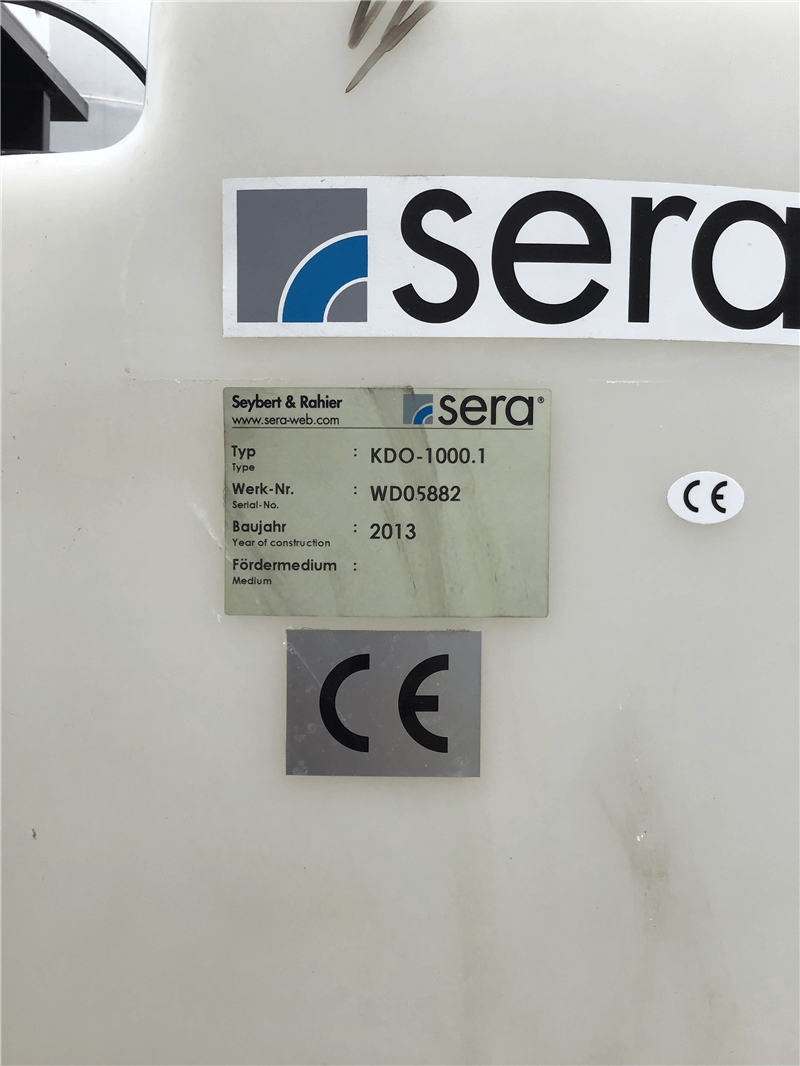 sera
Seybert & Rahier
www.sera-web.com
sera®
Typ : KDO-1000.1
Type
Werk-Nr. : WD05882
Serial-No.
Baujahr : 2013
Year of construction
Fördermedium :
Medium
CE
CE